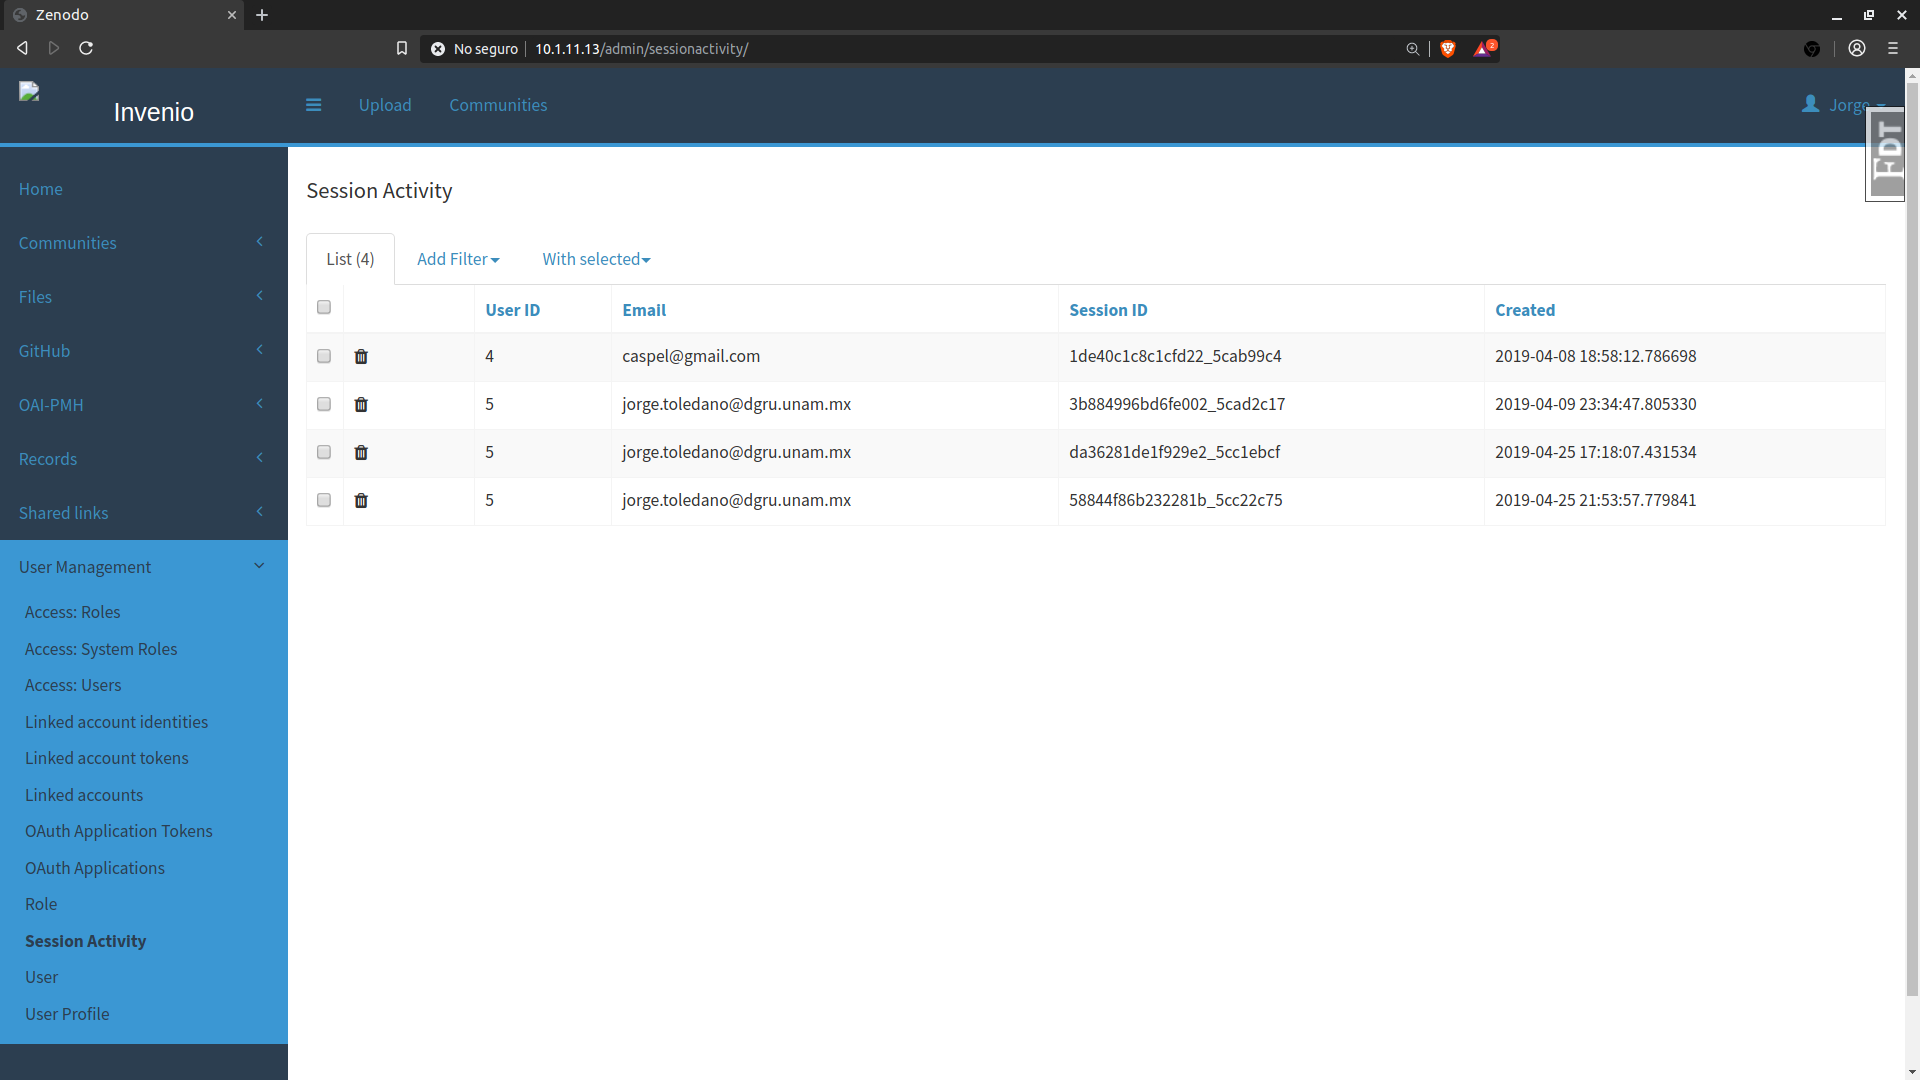 Zenodo
No seguro 10.1.11.13/admin/sessionactivity/
2
Invenio
Upload Communities Jorge
FDT
Home
Communities
Files
GitHub
OAI-PMH
Records
Shared links
User Management
Access: Roles
Access: System Roles
Access: Users
Linked account identities
Linked account tokens
Linked accounts
OAuth Application Tokens
OAuth Applications
Role
Session Activity
User
User Profile
Session Activity
List (4) Add Filter With selected
User ID Email Session ID Created
4 caspel@gmail.com 1de40c1c8c1cfd22_5cab99c4 2019-04-08 18:58:12.786698
5 jorge.toledano@dgru.unam.mx 3b884996bd6fe002_5cad2c17 2019-04-09 23:34:47.805330
5 jorge.toledano@dgru.unam.mx da36281de1f929e2_5cc1ebcf 2019-04-25 17:18:07.431534
5 jorge.toledano@dgru.unam.mx 58844f86b232281b_5cc22c75 2019-04-25 21:53:57.779841